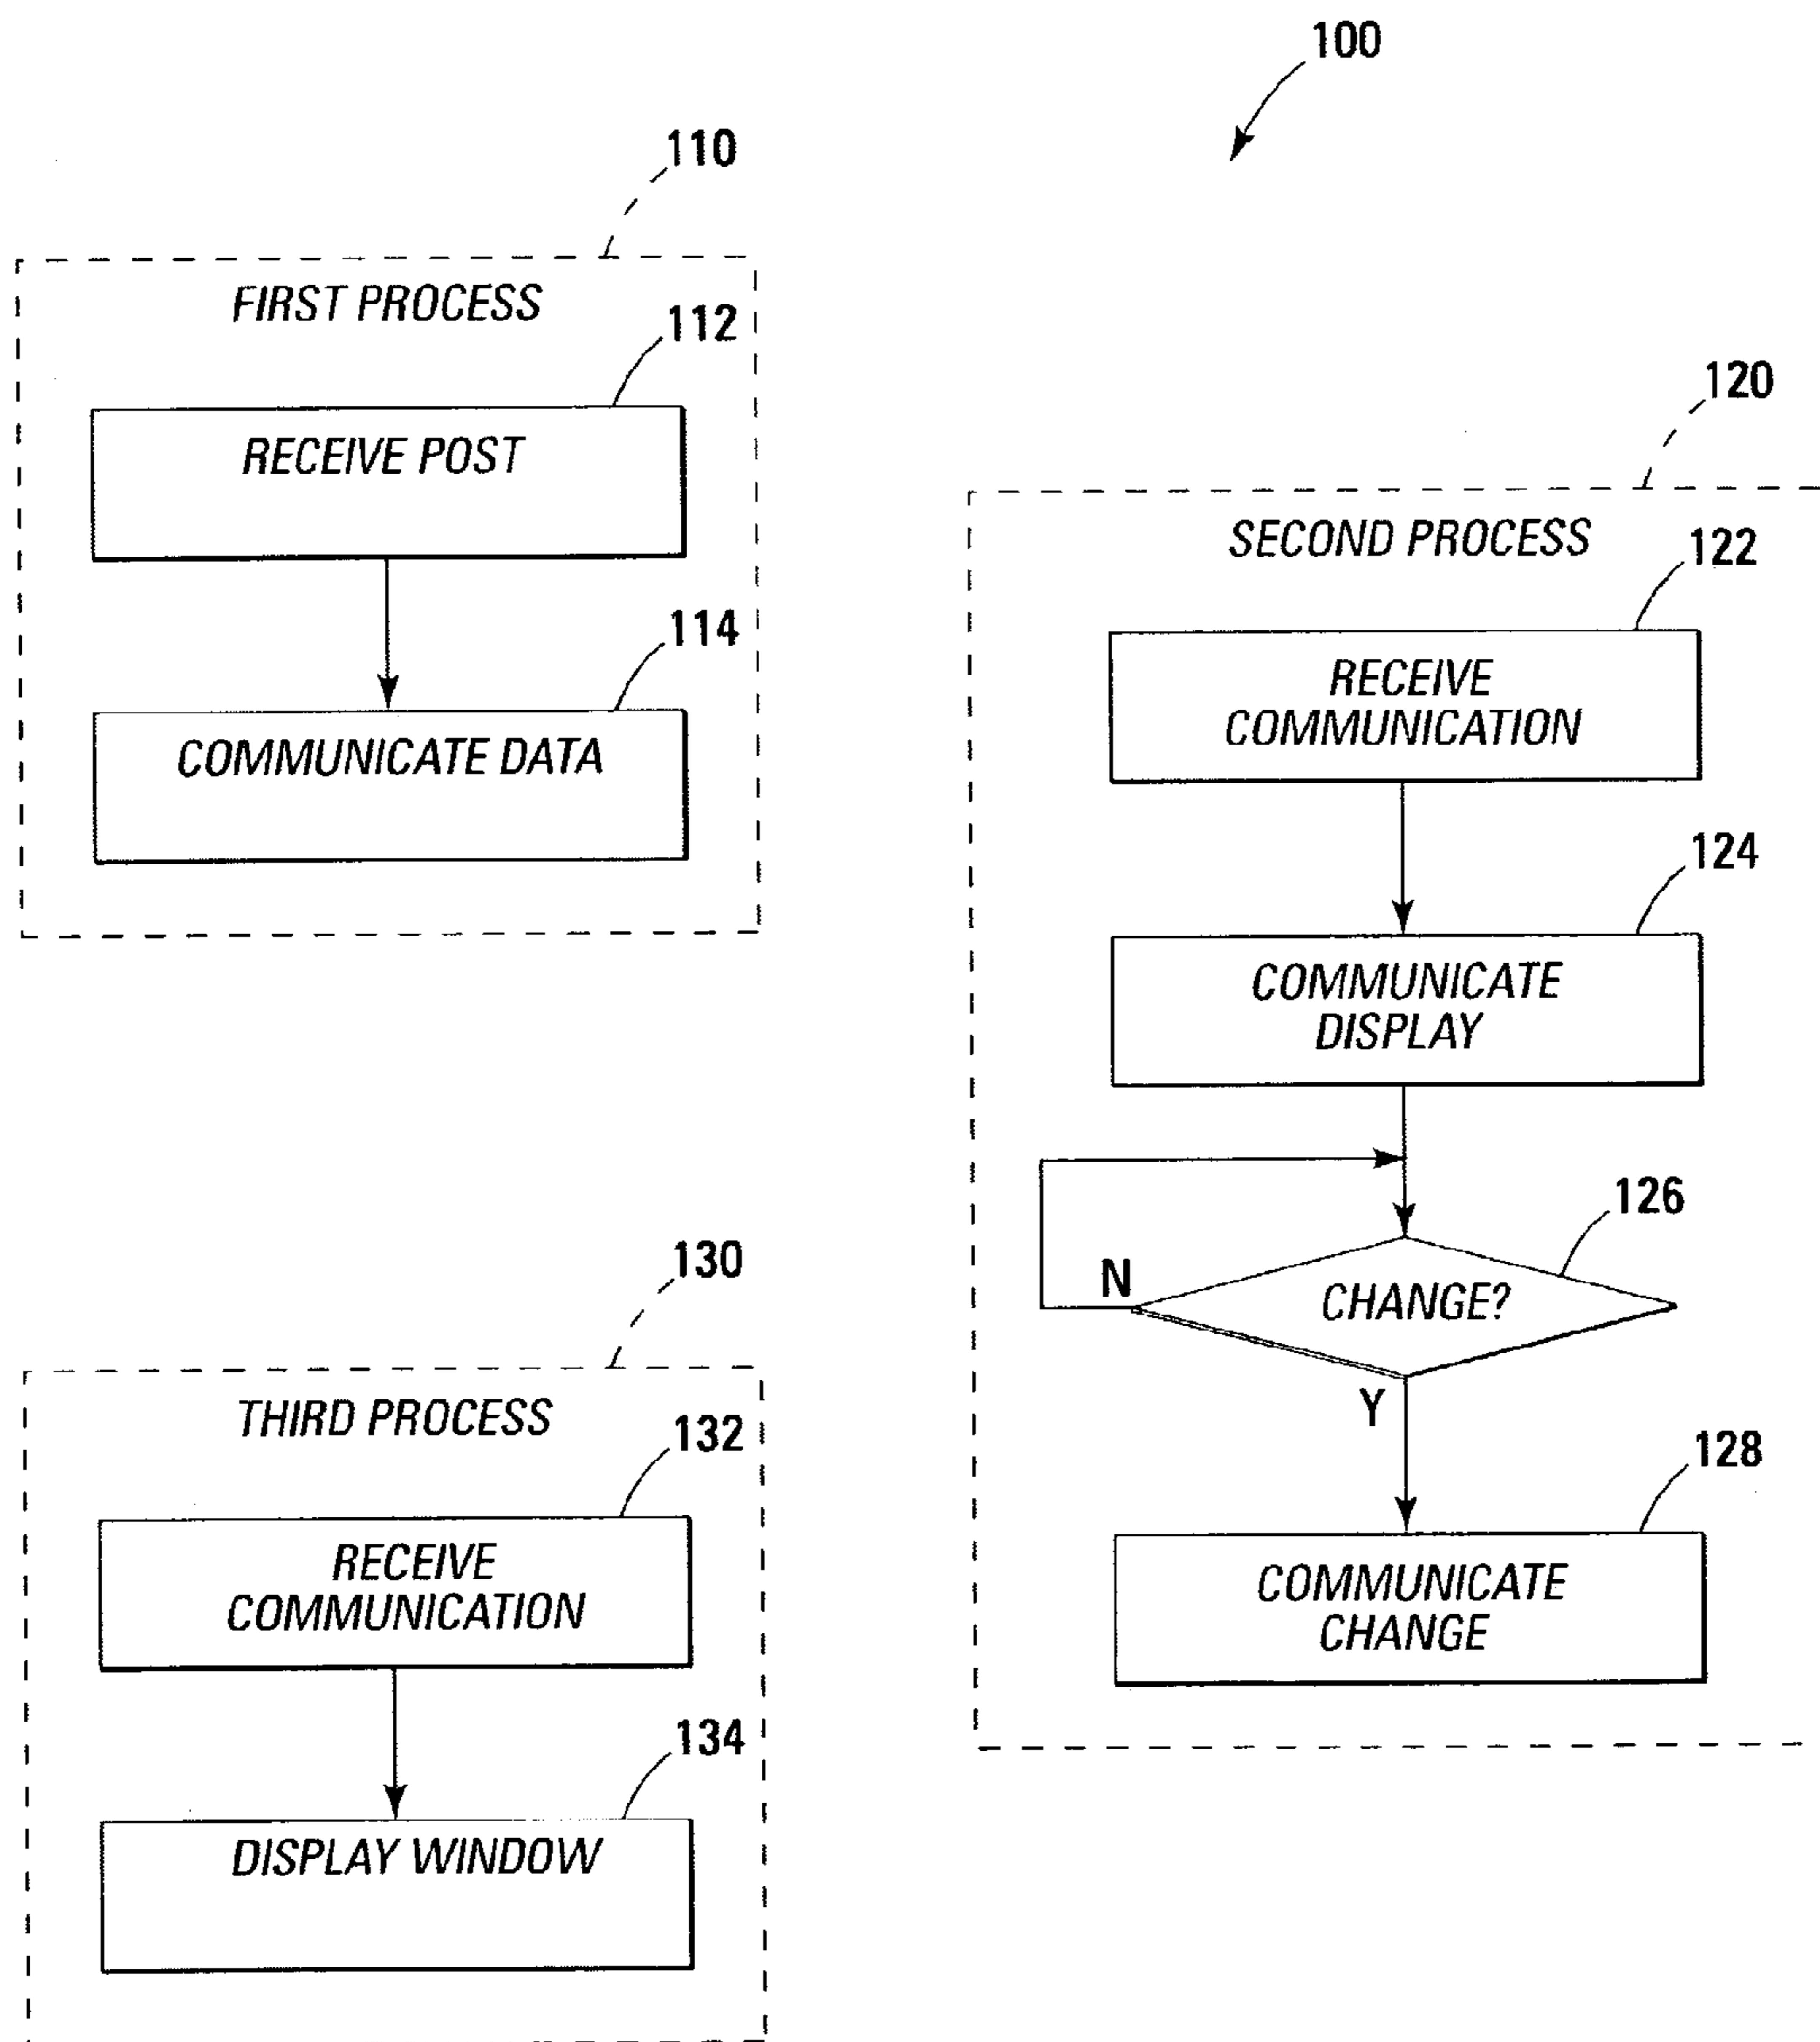 100
110
FIRST PROCESS
112
RECEIVE POST
114
COMMUNICATE DATA
120
SECOND PROCESS
122
RECEIVE
COMMUNICATION
124
COMMUNICATE
DISPLAY
126
CHANGE?
N
Y
128
COMMUNICATE
CHANGE
130
THIRD PROCESS
132
RECEIVE
COMMUNICATION
134
DISPLAY WINDOW